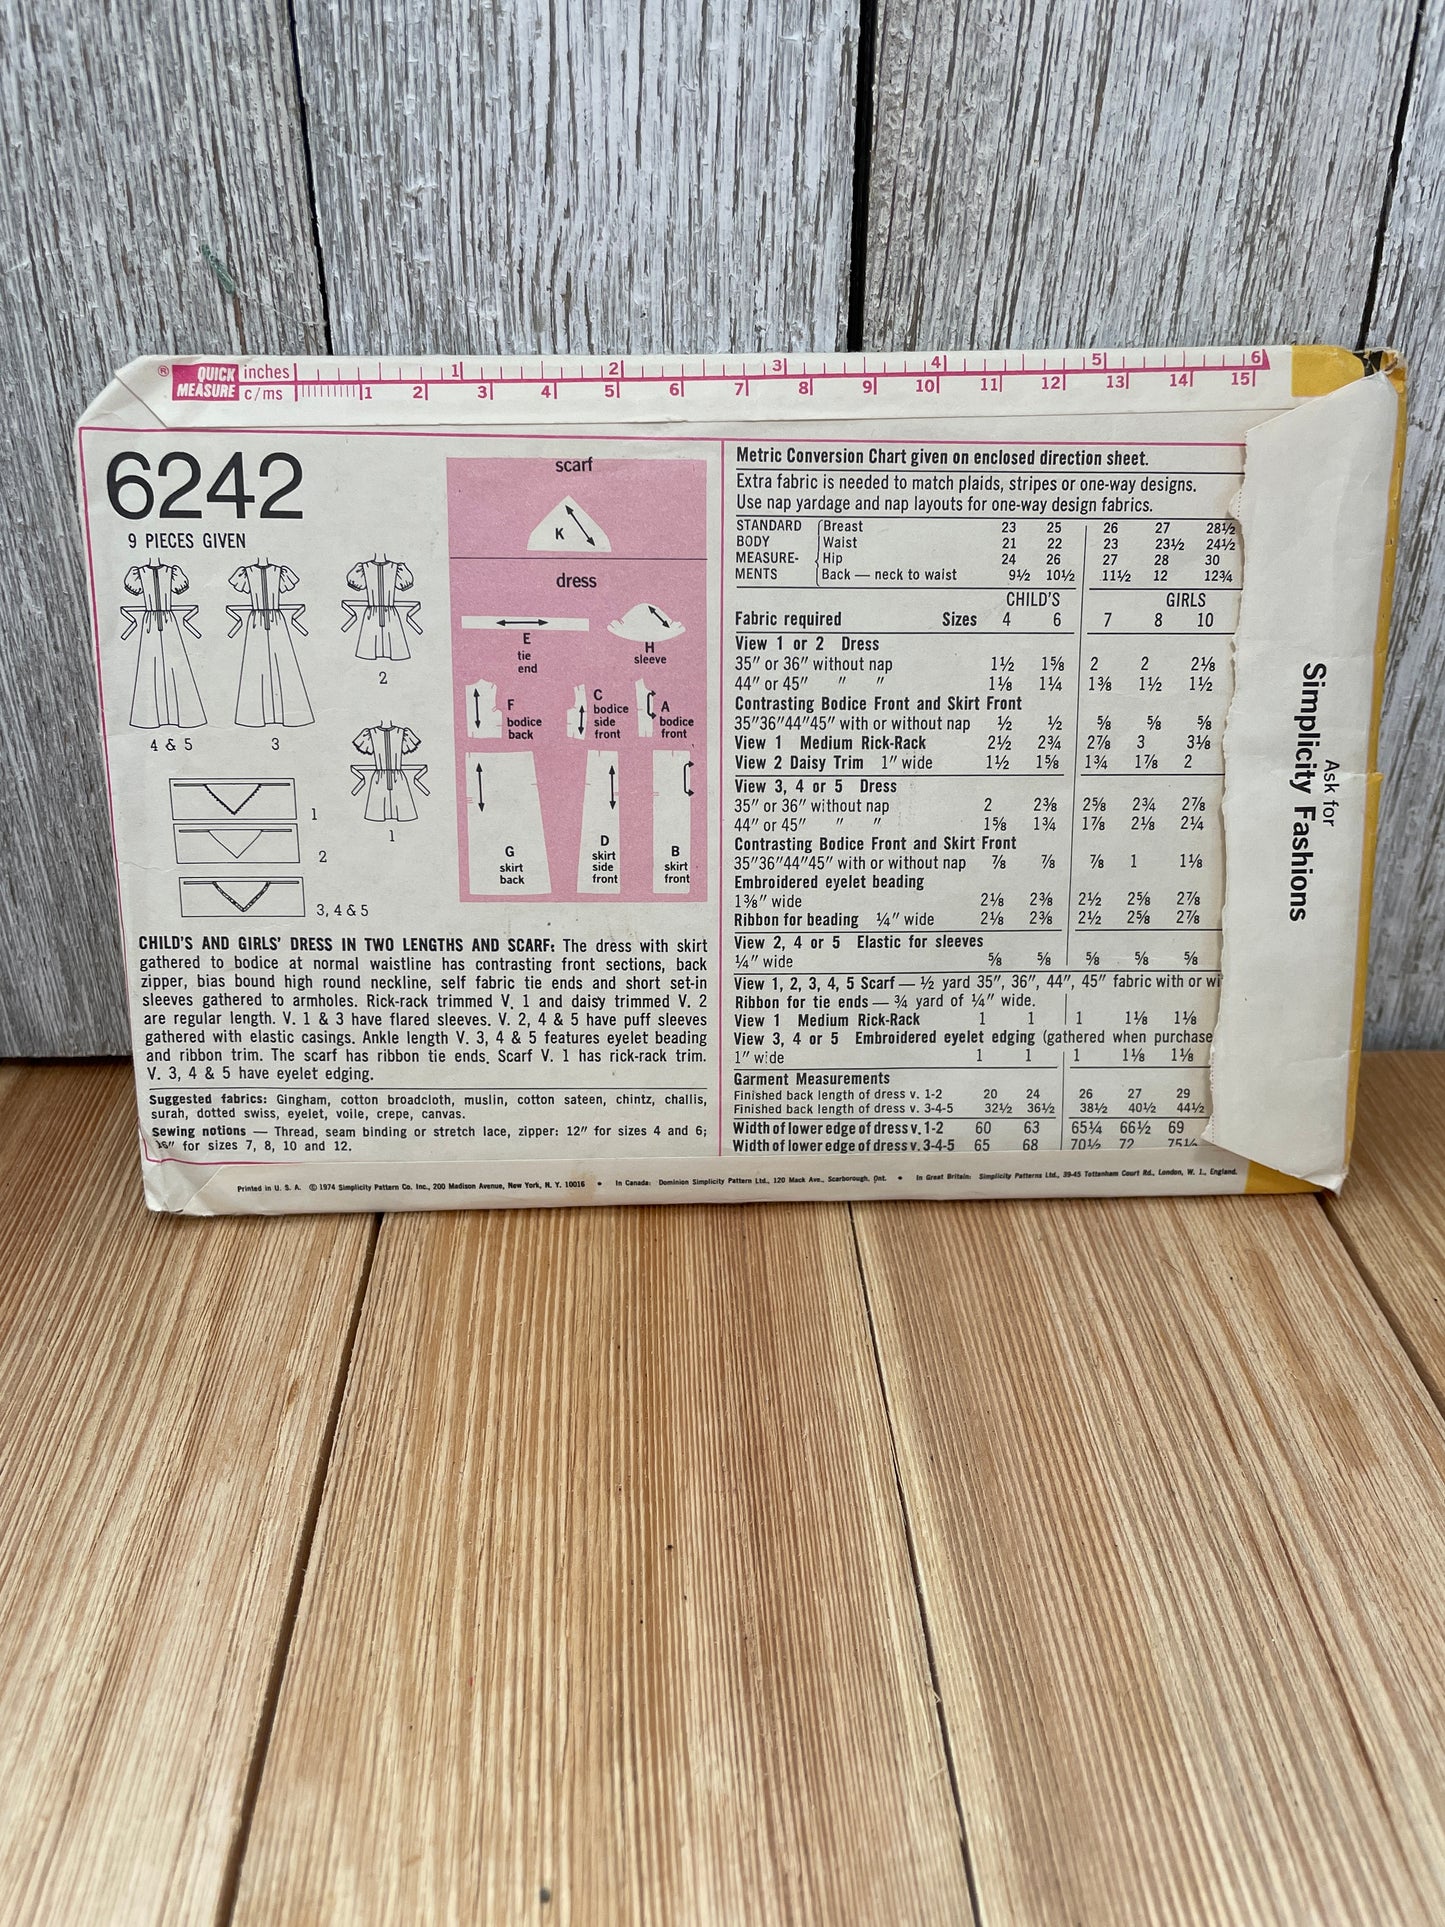 ® QUICK MEASURE inches 1 2 3 4 5 6
c/ms 1 2 3 4 5 6 7 8 9 10 11 12 13 14 15
6242
9 PIECES GIVEN
4 & 5
3
2
1
1
2
3, 4 & 5
scarf
K
dress
E
tie
end
H
sleeve
F
bodice
back
C
bodice
side
front
A
bodice
front
G
skirt
back
D
skirt
side
front
B
skirt
front
CHILD'S AND GIRLS' DRESS IN TWO LENGTHS AND SCARF: The dress with skirt
gathered to bodice at normal waistline has contrasting front sections, back
zipper, bias bound high round neckline, self fabric tie ends and short set-in
sleeves gathered to armholes. Rick-rack trimmed V. 1 and daisy trimmed V. 2
are regular length. V. 1 & 3 have flared sleeves. V. 2, 4 & 5 have puff sleeves
gathered with elastic casings. Ankle length V. 3, 4 & 5 features eyelet beading
and ribbon trim. The scarf has ribbon tie ends. Scarf V. 1 has rick-rack trim.
V. 3, 4 & 5 have eyelet edging.
Suggested fabrics: Gingham, cotton broadcloth, muslin, cotton sateen, chintz, challis,
surah, dotted swiss, eyelet, voile, crepe, canvas.
Sewing notions — Thread, seam binding or stretch lace, zipper: 12" for sizes 4 and 6;
16" for sizes 7, 8, 10 and 12.
Metric Conversion Chart given on enclosed direction sheet.
Extra fabric is needed to match plaids, stripes or one-way designs.
Use nap yardage and nap layouts for one-way design fabrics.
STANDARD Breast 23 25 26 27 28½
BODY Waist 21 22 23 23½ 24½
MEASURE- Hip 24 26 27 28 30
MENTS Back — neck to waist 9½ 10½ 11½ 12 12¾
CHILD'S GIRLS
Fabric required Sizes 4 6 7 8 10
View 1 or 2 Dress
35" or 36" without nap 1½ 1⅝ 2 2 2⅛
44" or 45" " " 1⅛ 1¼ 1⅜ 1½ 1½
Contrasting Bodice Front and Skirt Front
35"36"44"45" with or without nap ½ ½ ⅝ ⅝ ⅝
View 1 Medium Rick-Rack 2½ 2¾ 2⅞ 3 3⅛
View 2 Daisy Trim 1" wide 1½ 1⅝ 1¾ 1⅞ 2
View 3, 4 or 5 Dress
35" or 36" without nap 2 2⅜ 2⅝ 2¾ 2⅞
44" or 45" " " 1⅝ 1¾ 1⅞ 2⅛ 2¼
Contrasting Bodice Front and Skirt Front
35"36"44"45" with or without nap ⅞ ⅞ ⅞ 1 1⅛
Embroidered eyelet beading
1⅜" wide 2⅛ 2⅜ 2½ 2⅝ 2⅞
Ribbon for beading ¼" wide 2⅛ 2⅜ 2½ 2⅝ 2⅞
View 2, 4 or 5 Elastic for sleeves
¼" wide ⅝ ⅝ ⅝ ⅝ ⅝
View 1, 2, 3, 4, 5 Scarf — ½ yard 35", 36", 44", 45" fabric with or wi
Ribbon for tie ends — ¾ yard of ¼" wide.
View 1 Medium Rick-Rack 1 1 1 1⅛ 1⅛
View 3, 4 or 5 Embroidered eyelet edging (gathered when purchase
1" wide 1 1 1 1⅛ 1⅛
Garment Measurements
Finished back length of dress v. 1-2 20 24 26 27 29
Finished back length of dress v. 3-4-5 32½ 36½ 38½ 40½ 44½
Width of lower edge of dress v. 1-2 60 63 65¼ 66½ 69
Width of lower edge of dress v. 3-4-5 65 68 70½ 72 75¼
Ask for
Simplicity Fashions
Printed in U. S. A. © 1974 Simplicity Pattern Co. Inc., 200 Madison Avenue, New York, N. Y. 10016 • In Canada: Dominion Simplicity Pattern Ltd., 120 Mack Ave., Scarborough, Ont. • In Great Britain: Simplicity Patterns Ltd., 39-45 Tottenham Court Rd., London, W. 1., England.